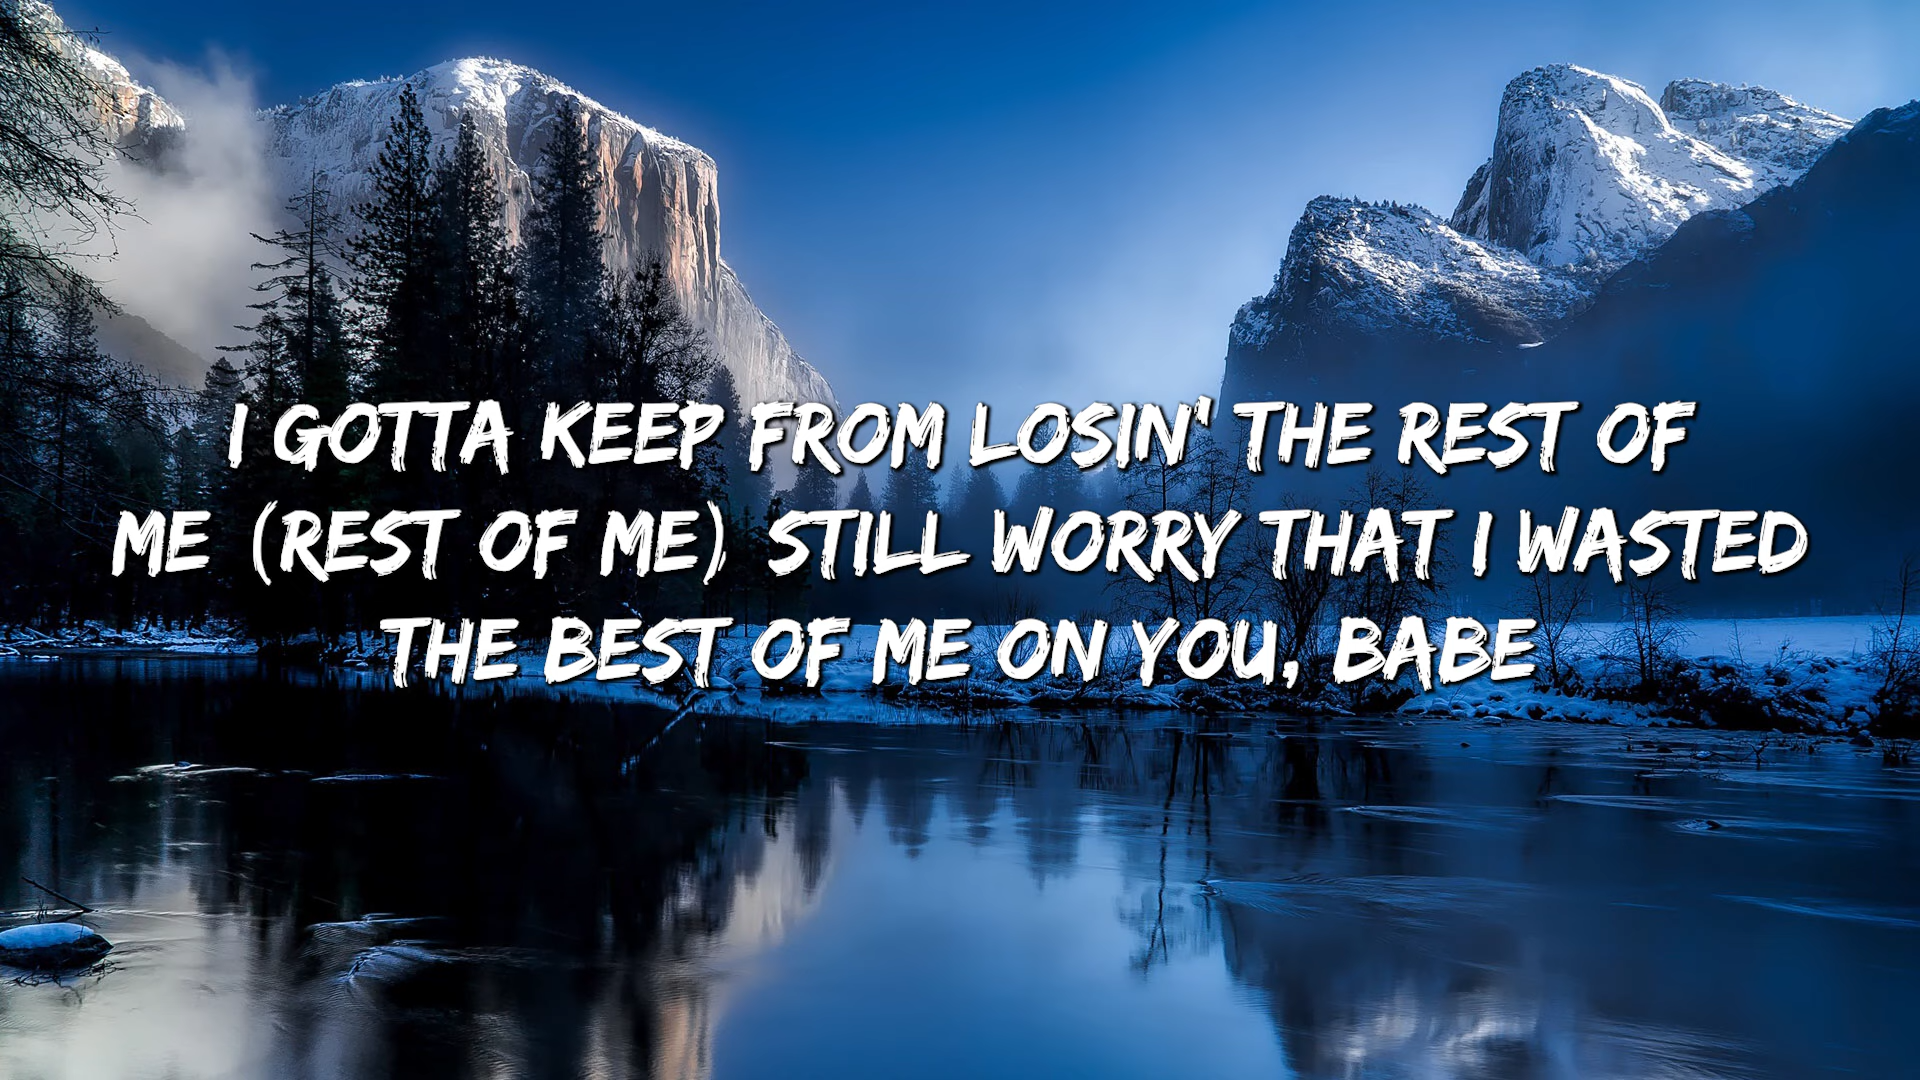 I GOTTA KEEP FROM LOSIN' THE REST OF
ME (REST OF ME) STILL WORRY THAT I WASTED
THE BEST OF ME ON YOU, BABE